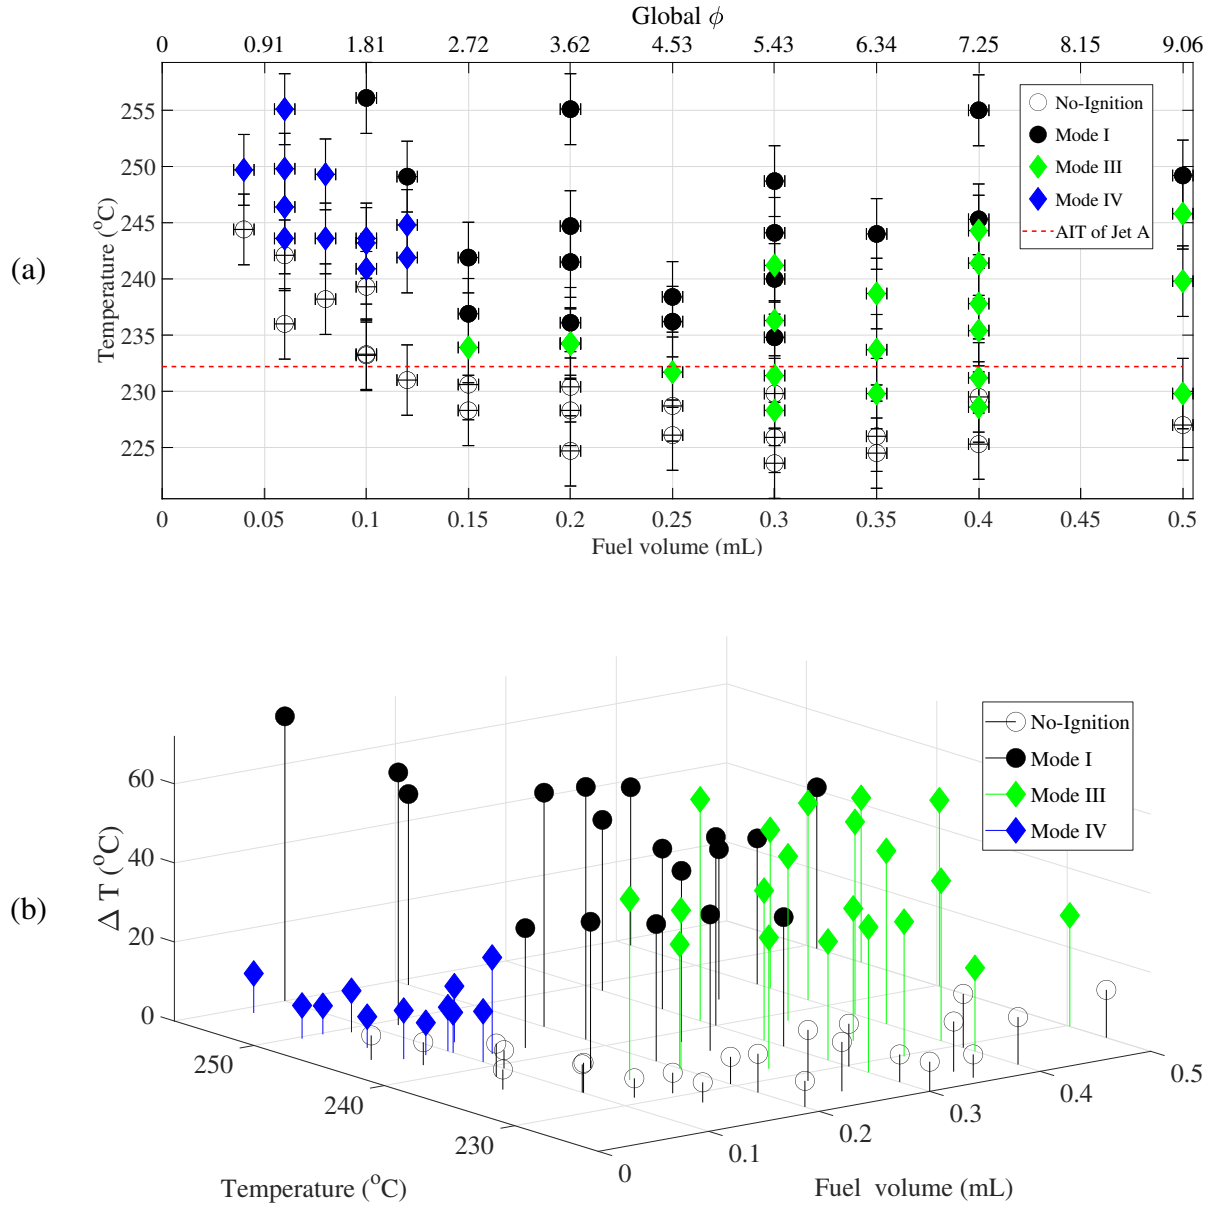 Global ϕ
0 0.91 1.81 2.72 3.62 4.53 5.43 6.34 7.25 8.15 9.06
(a)
Temperature (°C)
255
250
245
240
235
230
225
No-Ignition
Mode I
Mode III
Mode IV
AIT of Jet A
0 0.05 0.1 0.15 0.2 0.25 0.3 0.35 0.4 0.45 0.5
Fuel volume (mL)
(b)
Δ T (°C)
60
40
20
0
No-Ignition
Mode I
Mode III
Mode IV
250
240
230
0
0.1
0.2
0.3
0.4
0.5
Temperature (°C)
Fuel volume (mL)